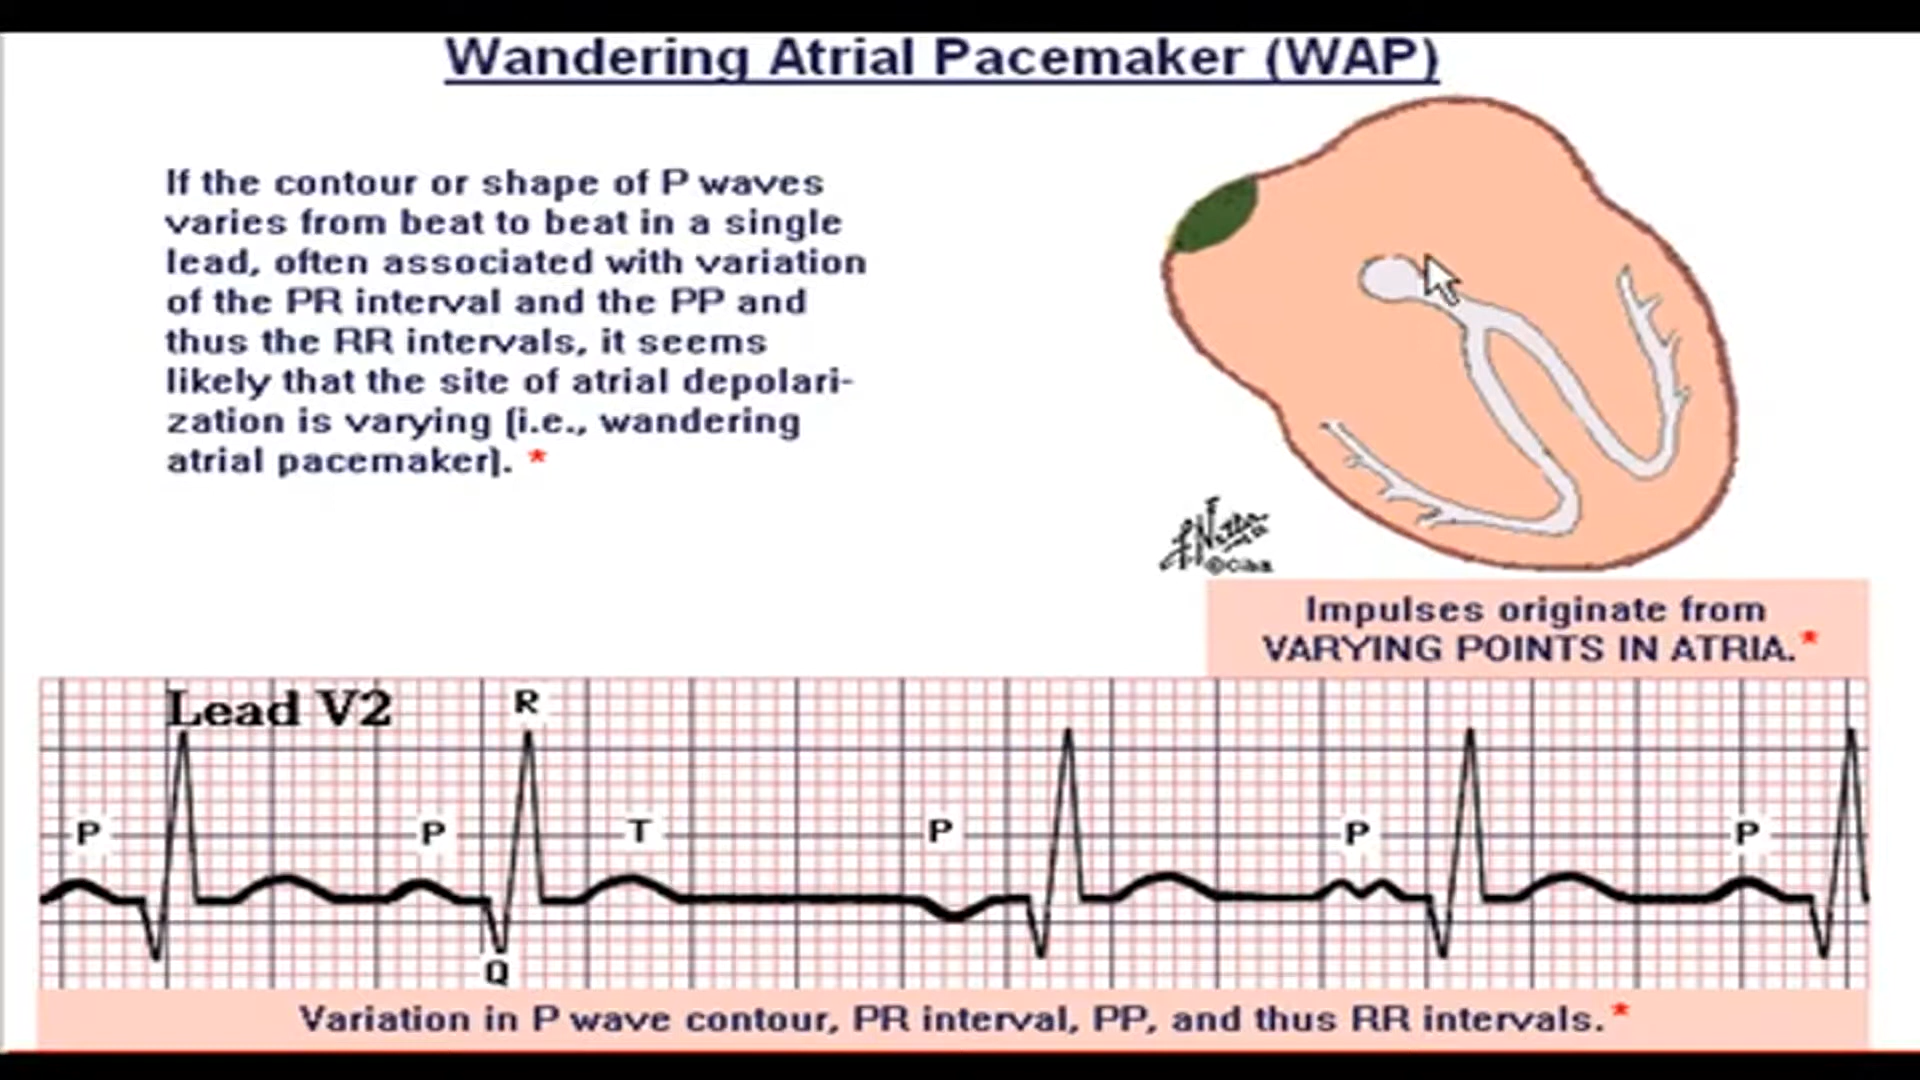 Wandering Atrial Pacemaker (WAP)
If the contour or shape of P waves
varies from beat to beat in a single
lead, often associated with variation
of the PR interval and the PP and
thus the RR intervals, it seems
likely that the site of atrial depolari-
zation is varying (i.e., wandering
atrial pacemaker). *
Impulses originate from
VARYING POINTS IN ATRIA.*
Lead V2
R
P
P
T
P
P
P
Q
Variation in P wave contour, PR interval, PP, and thus RR intervals.*